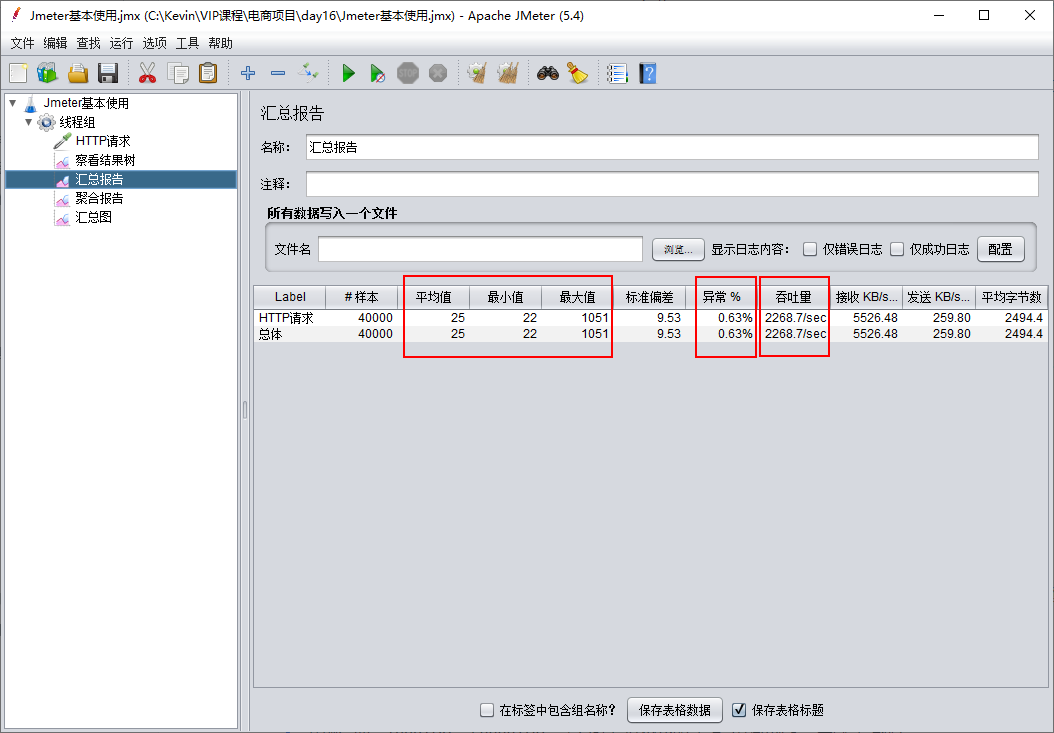 Jmeter基本使用.jmx (C:\Kevin\VIP课程\电商项目\day16\Jmeter基本使用.jmx) - Apache JMeter (5.4)
文件 编辑 查找 运行 选项 工具 帮助
STOP
Jmeter基本使用
线程组
HTTP请求
察看结果树
汇总报告
聚合报告
汇总图
汇总报告
名称： 汇总报告
注释：
所有数据写入一个文件
文件名 浏览... 显示日志内容： 仅错误日志 仅成功日志 配置
Label # 样本 平均值 最小值 最大值 标准偏差 异常 % 吞吐量 接收 KB/s... 发送 KB/s... 平均字节数
HTTP请求 40000 25 22 1051 9.53 0.63% 2268.7/sec 5526.48 259.80 2494.4
总体 40000 25 22 1051 9.53 0.63% 2268.7/sec 5526.48 259.80 2494.4
在标签中包含组名称？ 保存表格数据 保存表格标题